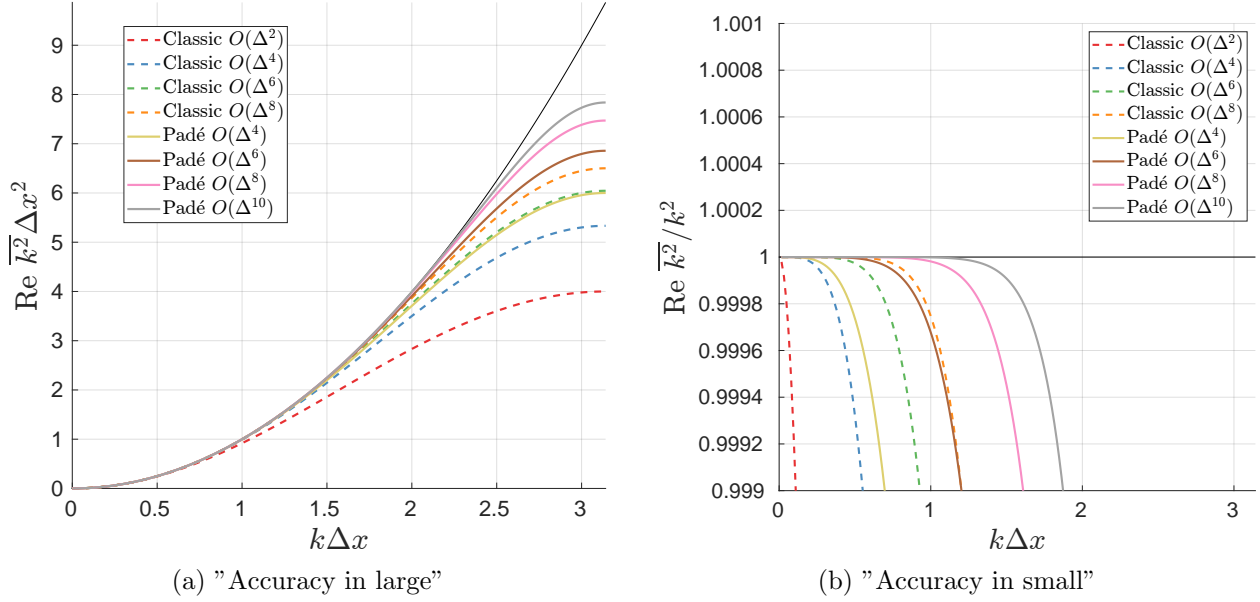 9
8
7
6
5
4
3
2
1
0
Re $\overline{k^2}\Delta x^2$
Classic $O(\Delta^2)$
Classic $O(\Delta^4)$
Classic $O(\Delta^6)$
Classic $O(\Delta^8)$
Padé $O(\Delta^4)$
Padé $O(\Delta^6)$
Padé $O(\Delta^8)$
Padé $O(\Delta^{10})$
0 0.5 1 1.5 2 2.5 3
$k\Delta x$
(a) ”Accuracy in large”
1.001
1.0008
1.0006
1.0004
1.0002
1
0.9998
0.9996
0.9994
0.9992
0.999
Re $\overline{k^2}/k^2$
Classic $O(\Delta^2)$
Classic $O(\Delta^4)$
Classic $O(\Delta^6)$
Classic $O(\Delta^8)$
Padé $O(\Delta^4)$
Padé $O(\Delta^6)$
Padé $O(\Delta^8)$
Padé $O(\Delta^{10})$
0 1 2 3
$k\Delta x$
(b) ”Accuracy in small”